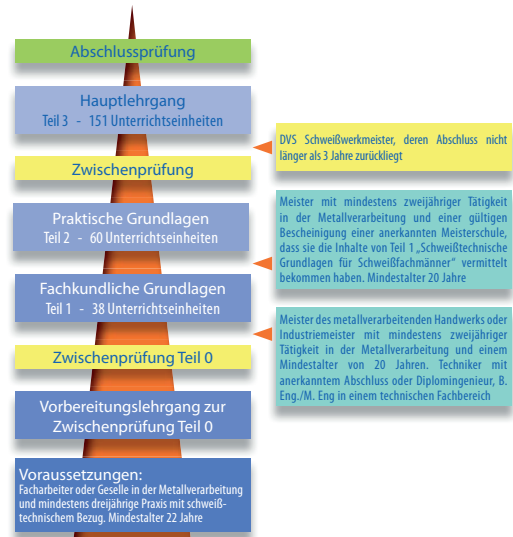 Abschlussprüfung
Hauptlehrgang
Teil 3 - 151 Unterrichtseinheiten
DVS Schweißwerkmeister, deren Abschluss nicht
länger als 3 Jahre zurückliegt
Zwischenprüfung
Praktische Grundlagen
Teil 2 - 60 Unterrichtseinheiten
Meister mit mindestens zweijähriger Tätigkeit
in der Metallverarbeitung und einer gültigen
Bescheinigung einer anerkannten Meisterschule,
dass sie die Inhalte von Teil 1 „Schweißtechnische
Grundlagen für Schweißfachmänner“ vermittelt
bekommen haben. Mindestalter 20 Jahre
Fachkundliche Grundlagen
Teil 1 - 38 Unterrichtseinheiten
Meister des metallverarbeitenden Handwerks oder
Industriemeister mit mindestens zweijähriger
Tätigkeit in der Metallverarbeitung und einem
Mindestalter von 20 Jahren. Techniker mit
anerkanntem Abschluss oder Diplomingenieur, B.
Eng./M. Eng in einem technischen Fachbereich
Zwischenprüfung Teil 0
Vorbereitungslehrgang zur
Zwischenprüfung Teil 0
Voraussetzungen:
Facharbeiter oder Geselle in der Metallverarbeitung
und mindestens dreijährige Praxis mit schweiß-
technischem Bezug. Mindestalter 22 Jahre